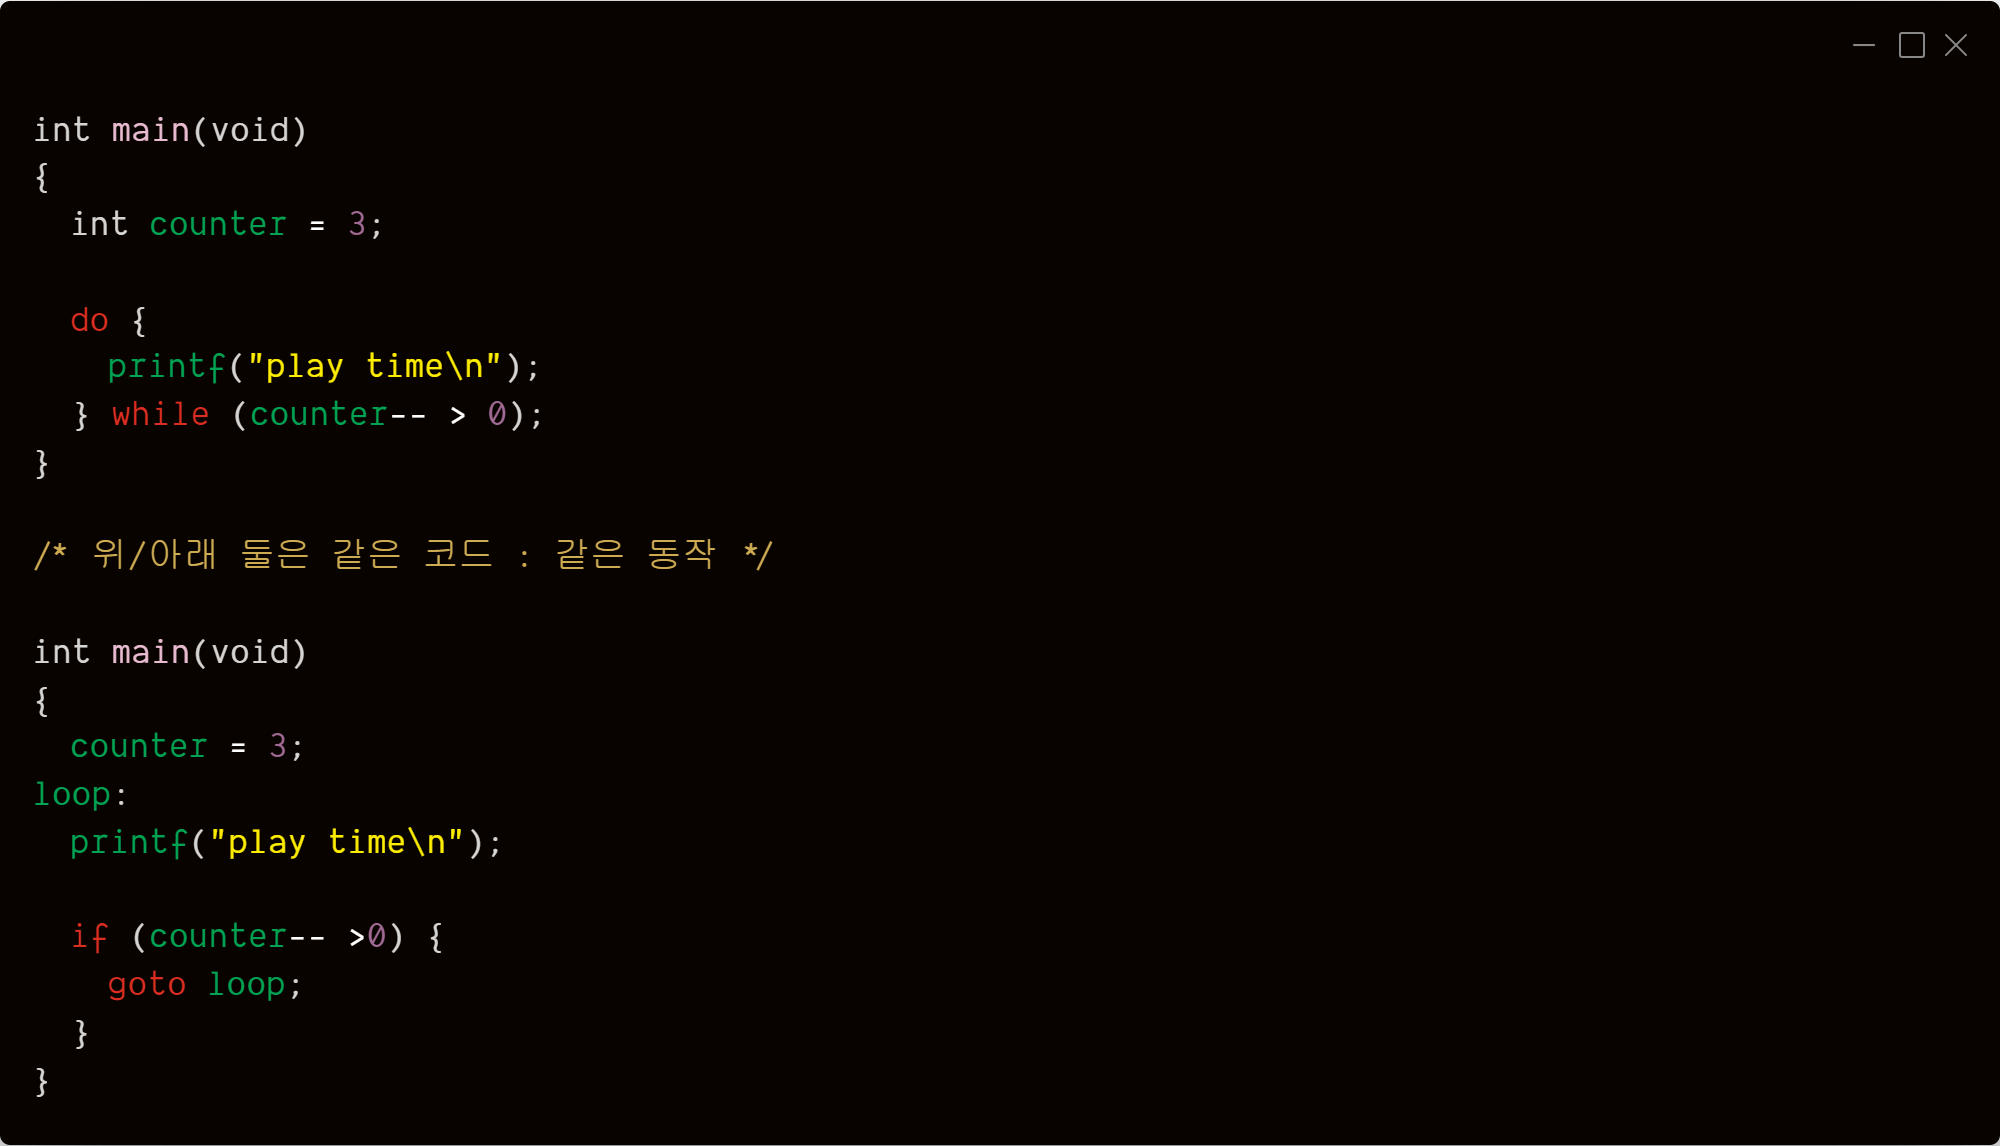 int main(void)
{
  int counter = 3;

  do {
    printf("play time\n");
  } while (counter-- > 0);
}

/* 위/아래 둘은 같은 코드 : 같은 동작 */

int main(void)
{
  counter = 3;
loop:
  printf("play time\n");

  if (counter-- >0) {
    goto loop;
  }
}